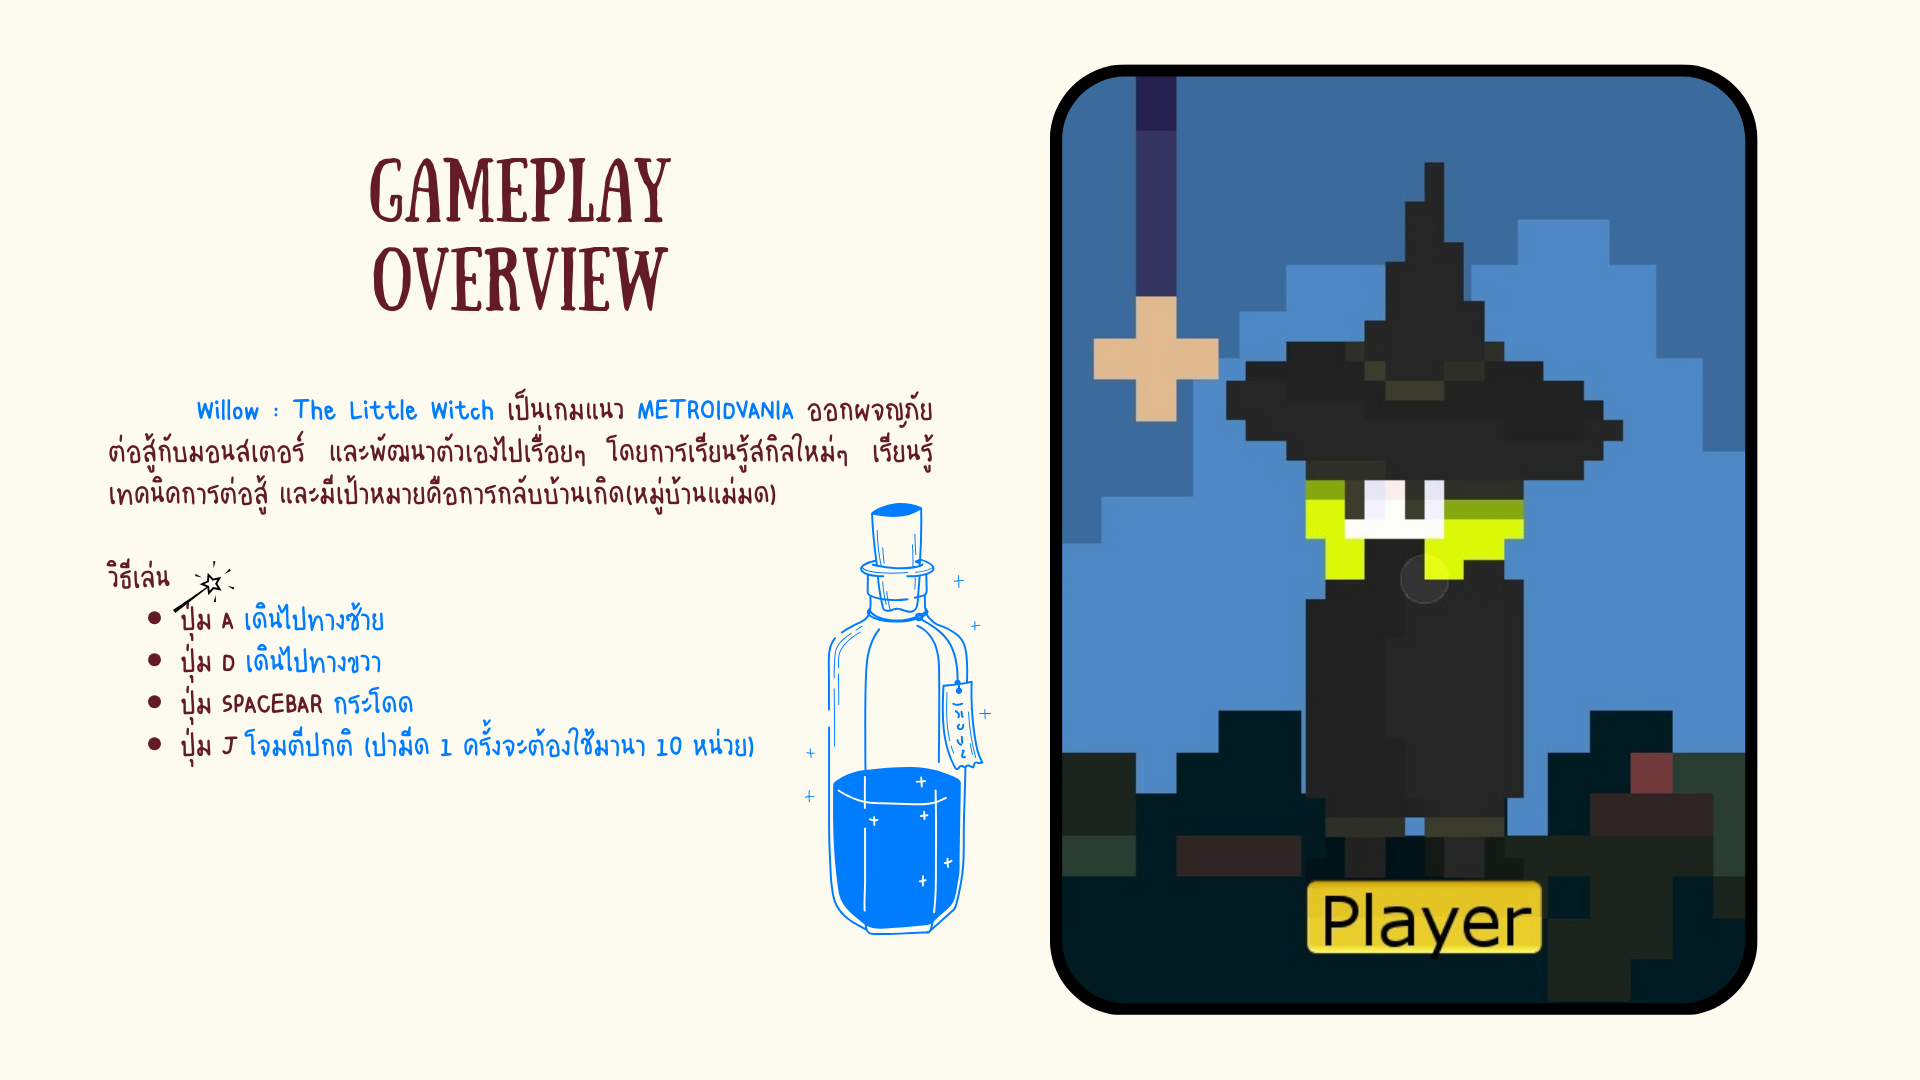 GAMEPLAY
OVERVIEW
Willow : The Little Witch เป็นเกมแนว METROIDVANIA ออกผจญภัย
ต่อสู้กับมอนสเตอร์ และพัฒนาตัวเองไปเรื่อยๆ โดยการเรียนรู้สกิลใหม่ๆ เรียนรู้
เทคนิคการต่อสู้ และมีเป้าหมายคือการกลับบ้านเกิด(หมู่บ้านแม่มด)
วิธีเล่น
ปุ่ม A เดินไปทางซ้าย
ปุ่ม D เดินไปทางขวา
ปุ่ม SPACEBAR กระโดด
ปุ่ม J โจมตีปกติ (ปามีด 1 ครั้งจะต้องใช้มานา 10 หน่วย)
Player